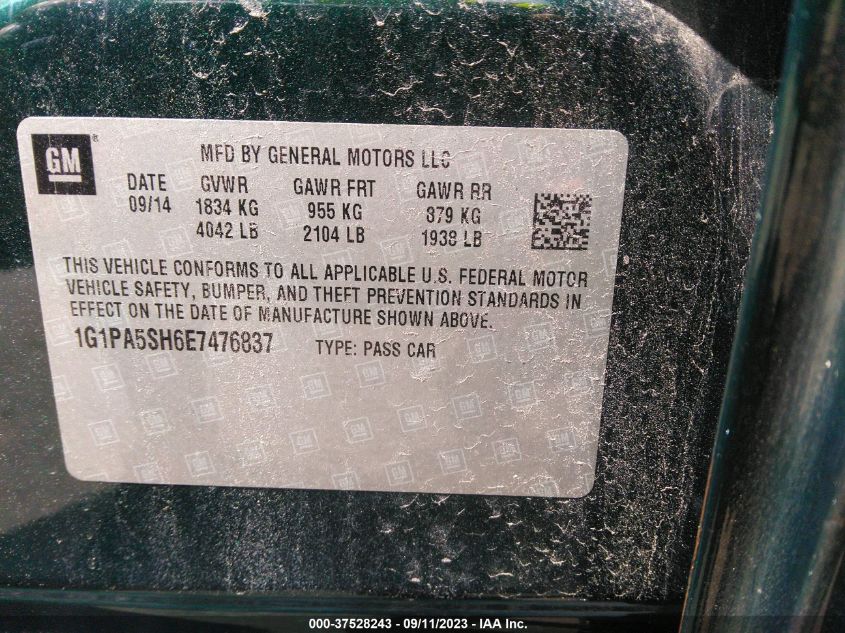 GM ®
MFD BY GENERAL MOTORS LLC
DATE GVWR GAWR FRT GAWR RR
09/14 1834 KG 955 KG 879 KG
4042 LB 2104 LB 1938 LB
THIS VEHICLE CONFORMS TO ALL APPLICABLE U.S. FEDERAL MOTOR
VEHICLE SAFETY, BUMPER, AND THEFT PREVENTION STANDARDS IN
EFFECT ON THE DATE OF MANUFACTURE SHOWN ABOVE.
1G1PA5SH6E7476837 TYPE: PASS CAR
000-37528243 - 09/11/2023 - IAA Inc.